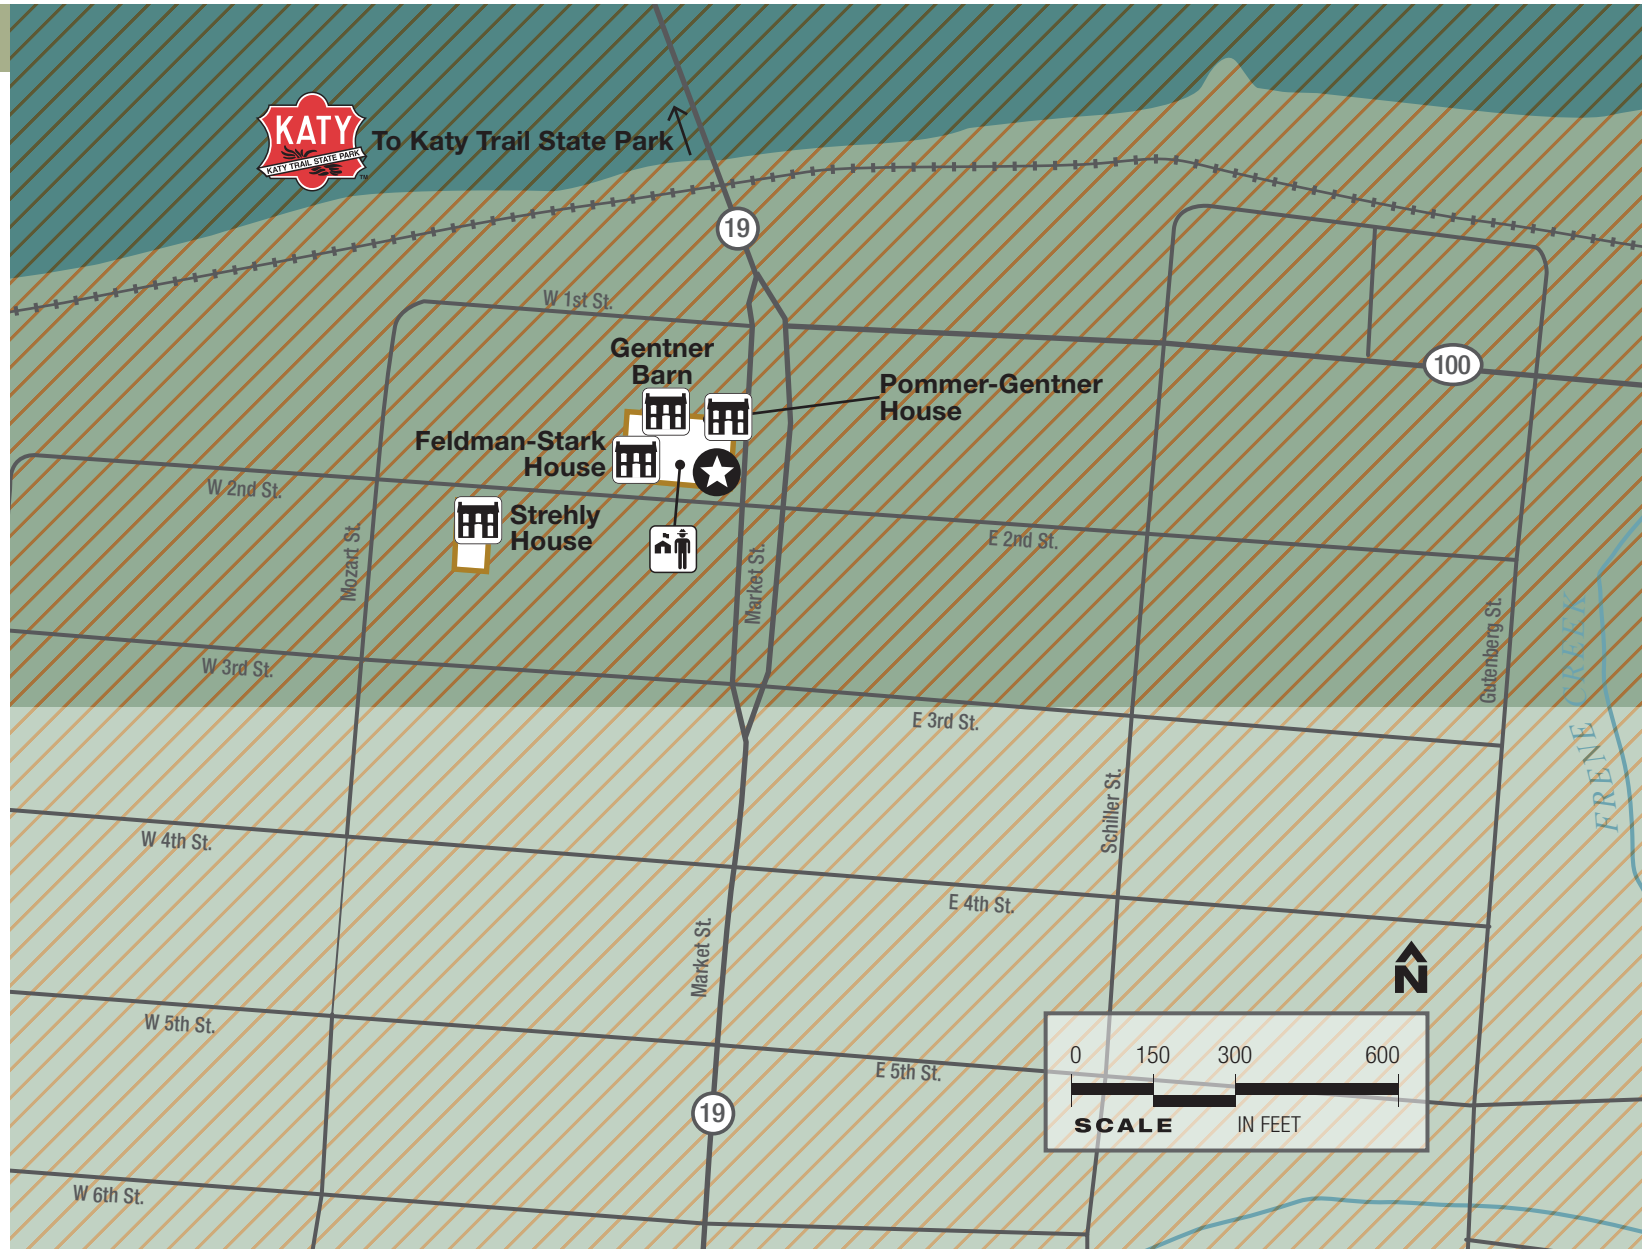 KATY
KATY TRAIL STATE PARK
TM
To Katy Trail State Park
19
W 1st St.
Gentner
Barn
Pommer-Gentner
House
100
Feldman-Stark
House
W 2nd St.
Strehly
House
Mozart St.
Market St.
E 2nd St.
Gutenberg St.
FRENE CREEK
W 3rd St.
E 3rd St.
Schiller St.
W 4th St.
E 4th St.
Market St.
N
W 5th St.
E 5th St.
0 150 300 600
SCALE IN FEET
19
W 6th St.